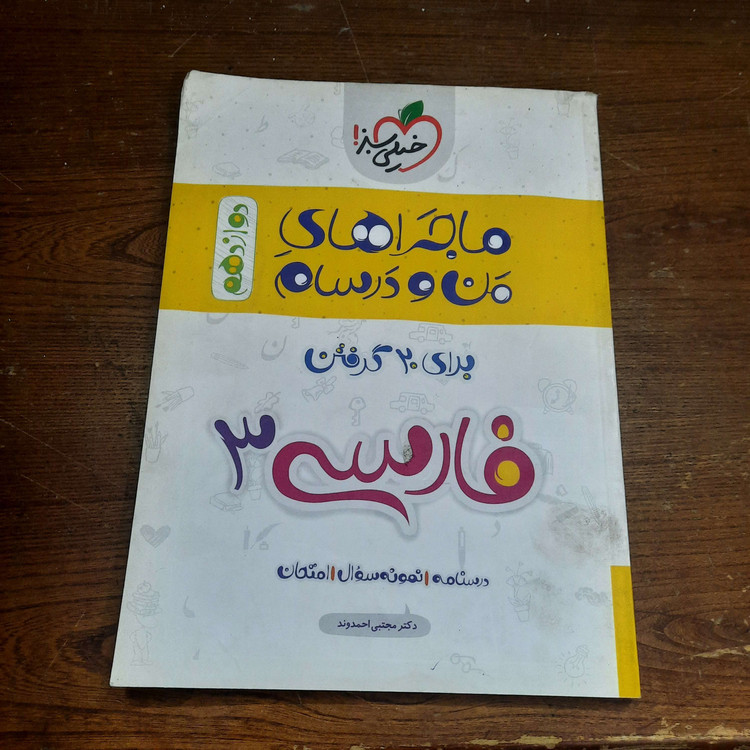 خیلی سبز!
ماجراهای
من و درسام
دوازدهم
برای ۲۰ گرفتن
فارسی ۳
درسنامه | نمونه سؤال | امتحان
دکتر مجتبی احمدوند